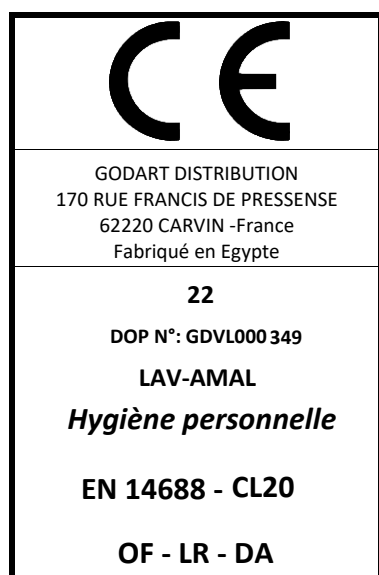 CE
GODART DISTRIBUTION
170 RUE FRANCIS DE PRESSENSE
62220 CARVIN -France
Fabriqué en Egypte
22
DOP N°: GDVL000 349
LAV-AMAL
Hygiène personnelle
EN 14688 - CL20
OF - LR - DA